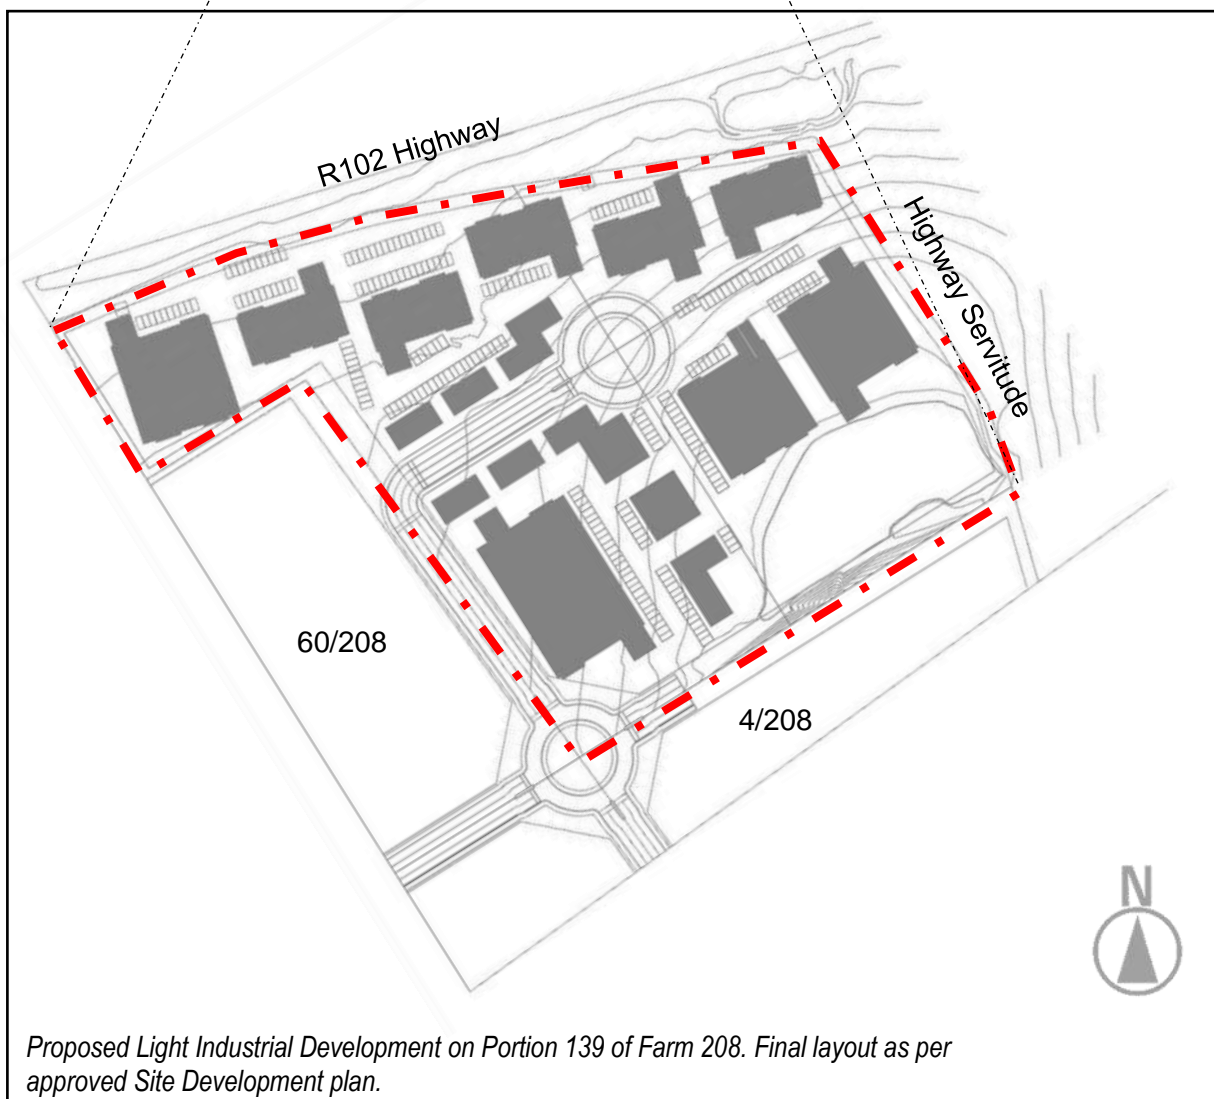 R102 Highway
Highway Servitude
60/208
4/208
N
Proposed Light Industrial Development on Portion 139 of Farm 208. Final layout as per
approved Site Development plan.